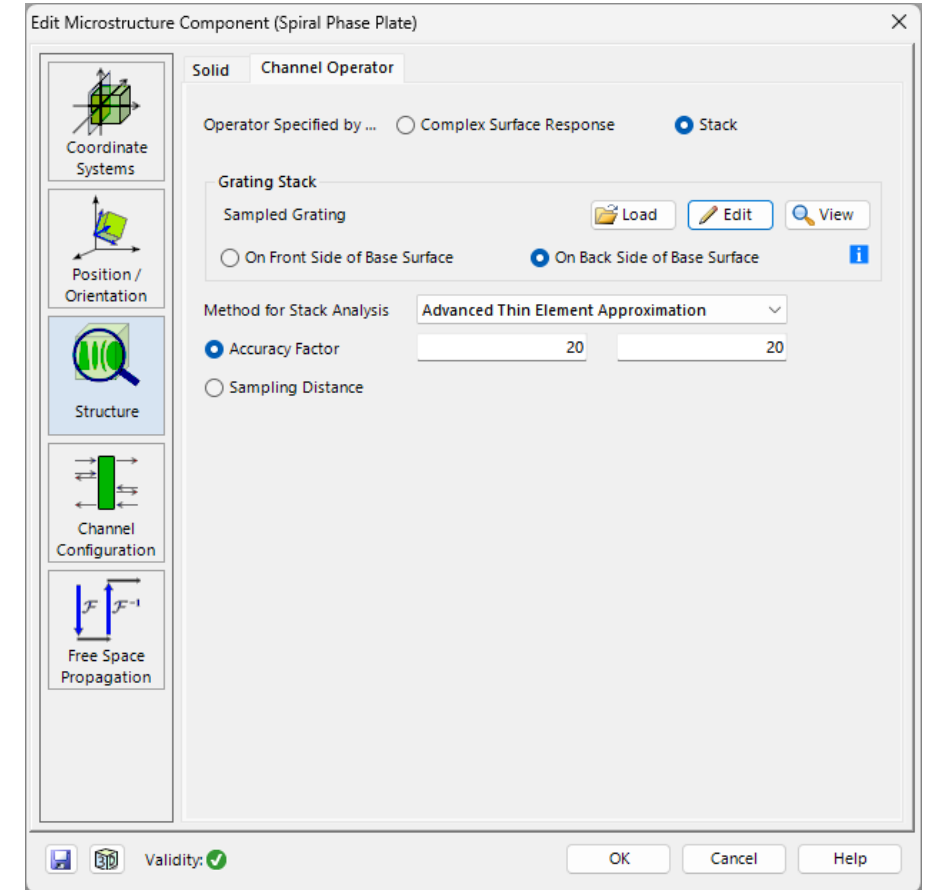 Edit Microstructure Component (Spiral Phase Plate)
Solid
Channel Operator
Coordinate
Systems
Position /
Orientation
Structure
Channel
Configuration
ℱ ℱ⁻¹
Free Space
Propagation
Operator Specified by ... Complex Surface Response Stack
Grating Stack
Sampled Grating Load Edit View
On Front Side of Base Surface On Back Side of Base Surface i
Method for Stack Analysis Advanced Thin Element Approximation
Accuracy Factor 20 20
Sampling Distance
3D Validity: OK Cancel Help